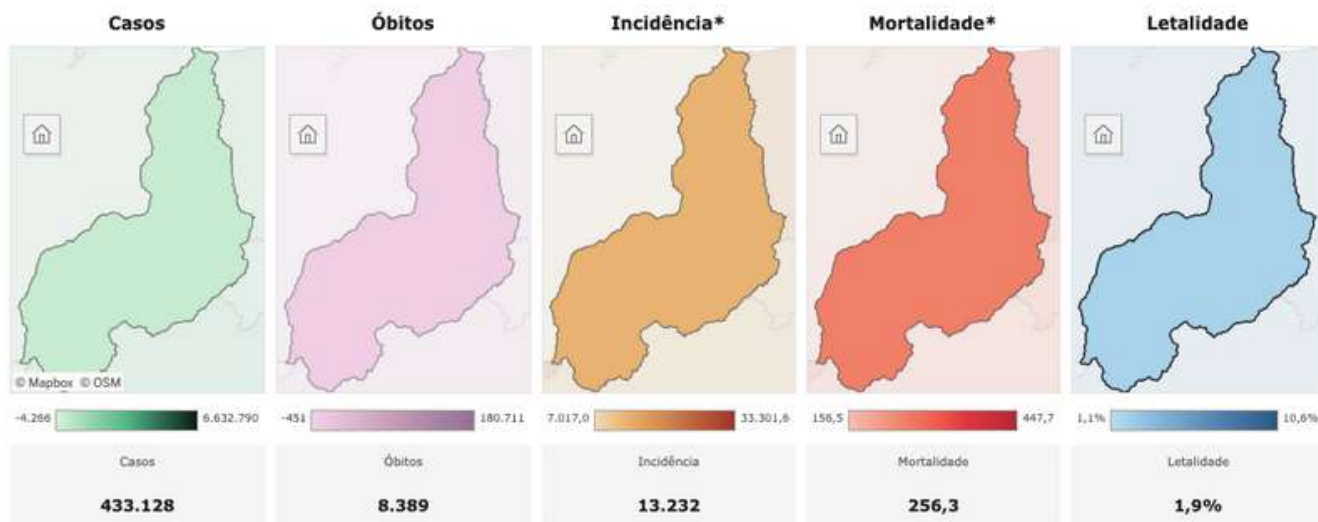 Casos
Óbitos
Incidência*
Mortalidade*
Letalidade
© Mapbox © OSM
-4.266
6.632.790
-451
180.711
7.017,0
33.301,6
156,5
447,7
1,1%
10,6%
Casos
Óbitos
Incidência
Mortalidade
Letalidade
433.128
8.389
13.232
256,3
1,9%